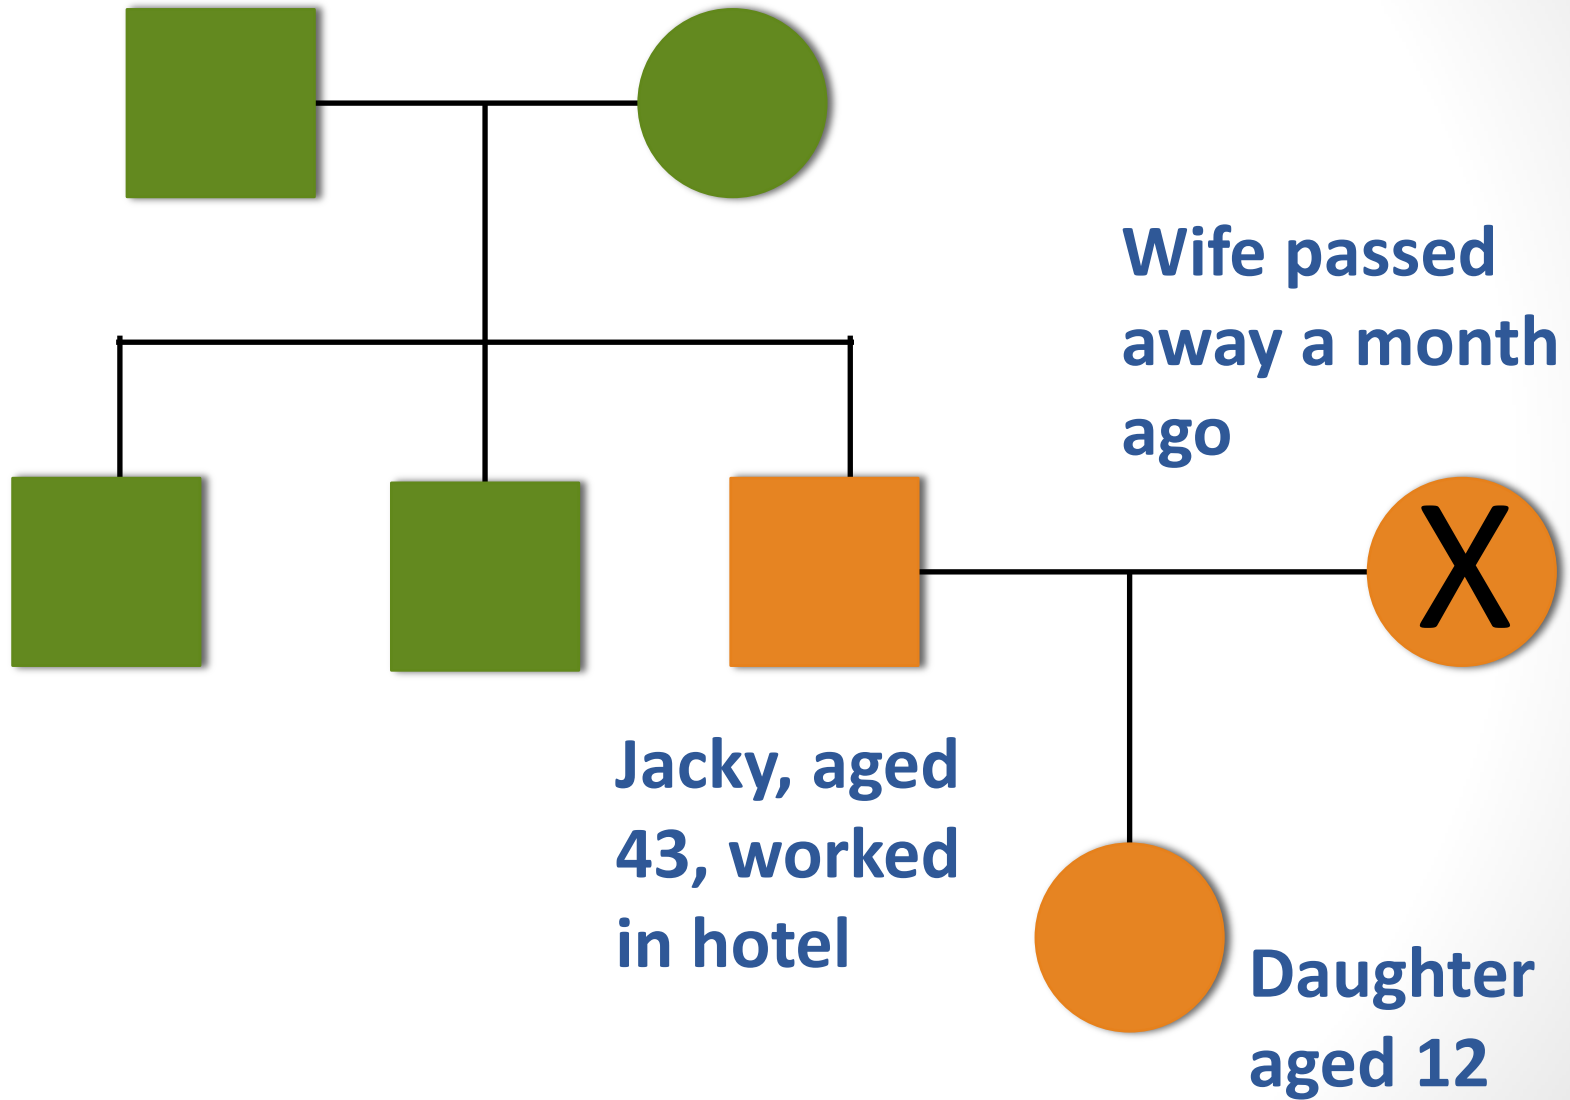 Wife passed
away a month
ago
X
Jacky, aged
43, worked
in hotel
Daughter
aged 12